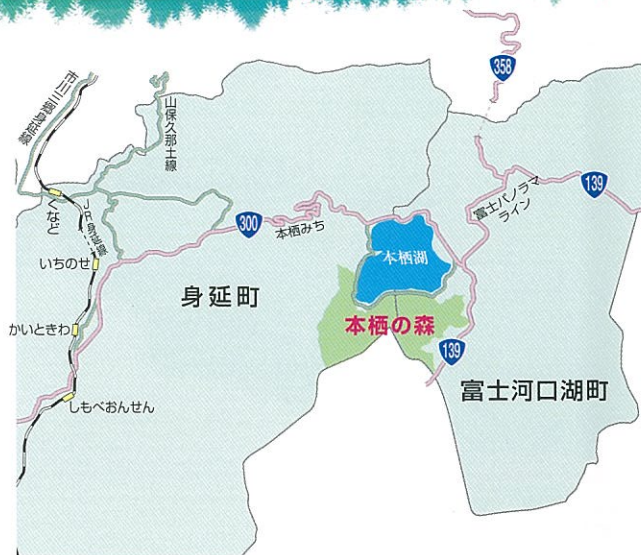 358
市川三郷身延線
山保久那土線
139
富士パノラマ
ライン
くなど
JR身延線
300
本栖みち
本栖湖
いちのせ
身延町
本栖の森
かいときわ
139
富士河口湖町
しもべおんせん